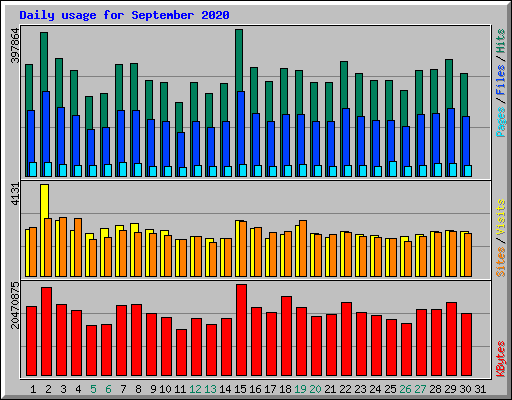 Daily usage for September 2020
397864
Pages / Files / Hits
4131
Sites / Visits
20470875
KBytes
1 2 3 4 5 6 7 8 9 10 11 12 13 14 15 16 17 18 19 20 21 22 23 24 25 26 27 28 29 30 31